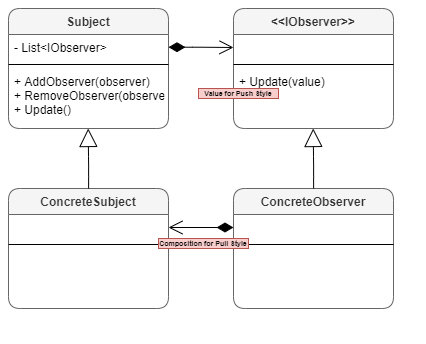 Subject
- List<IObserver>
+ AddObserver(observer)
+ RemoveObserver(observe
+ Update()
<<IObserver>>
+ Update(value)
Value for Push Style
ConcreteSubject
ConcreteObserver
Composition for Pull Style